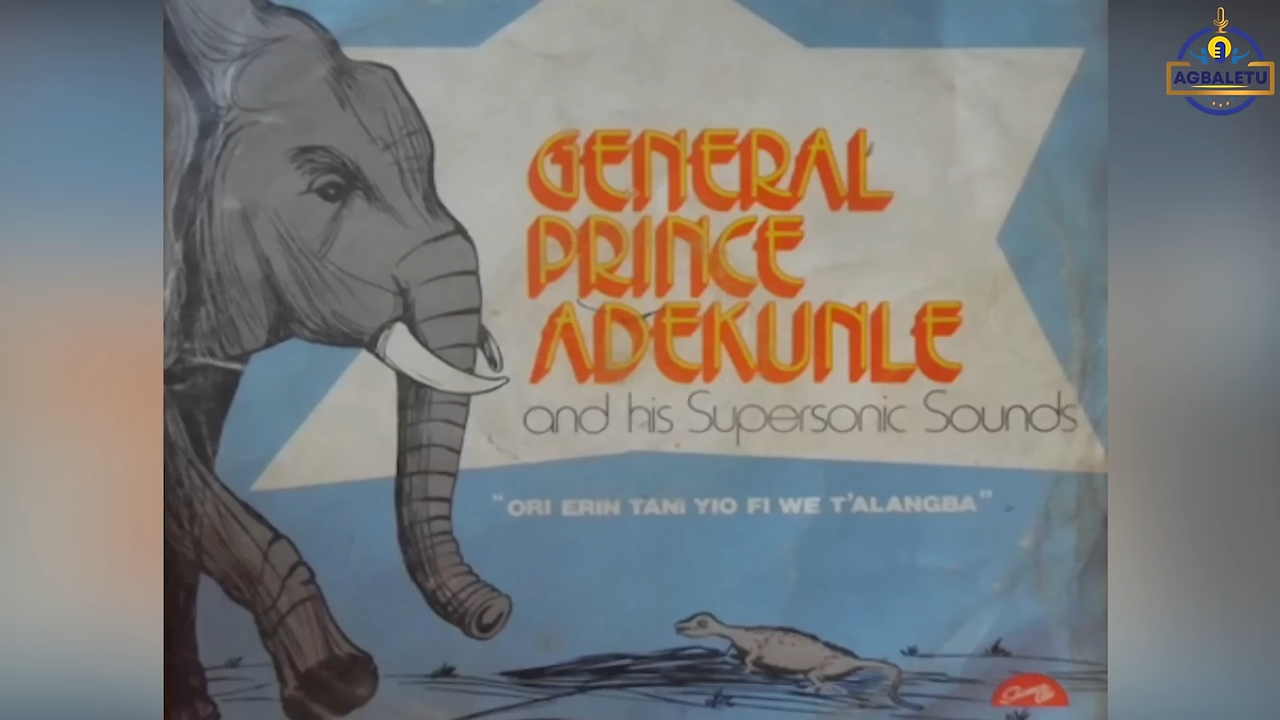 AGBALETU
GENERAL
PRINCE
ADEKUNLE
and his Supersonic Sounds
"ORI ERIN TANI YIO FI WE T'ALANGBA"